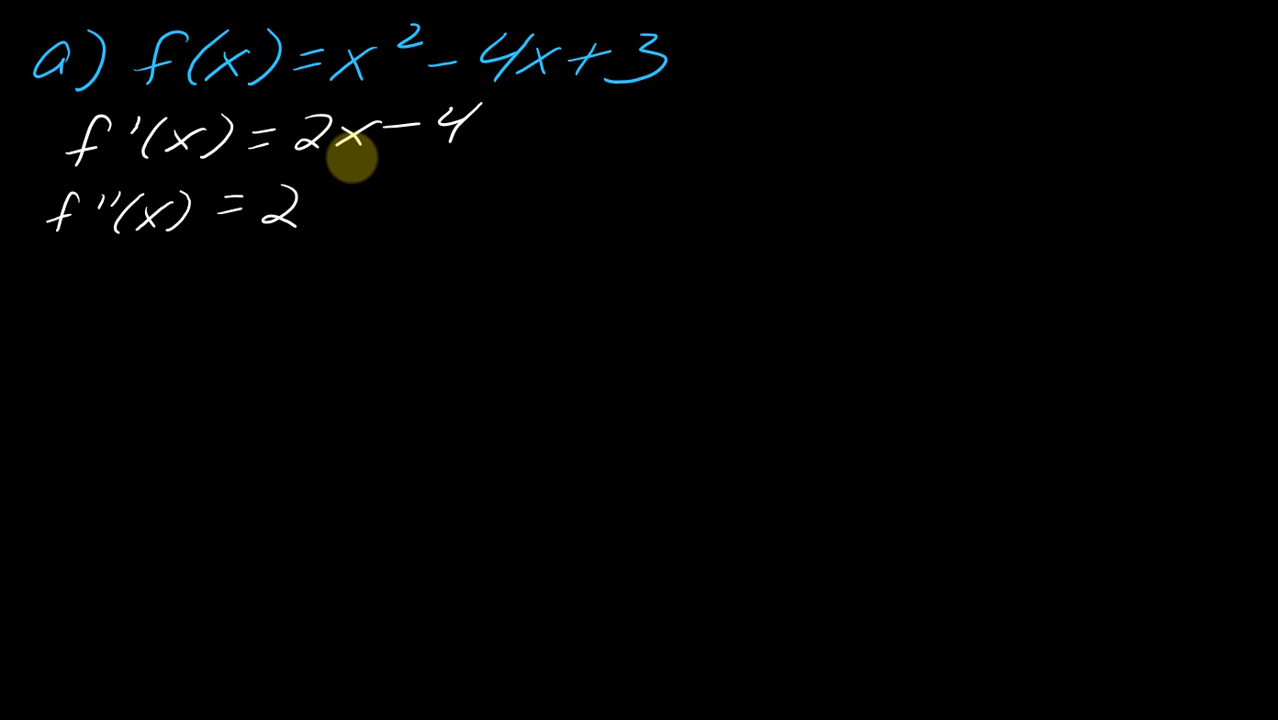 a) f(x) = x² - 4x + 3
f'(x) = 2x - 4
f''(x) = 2